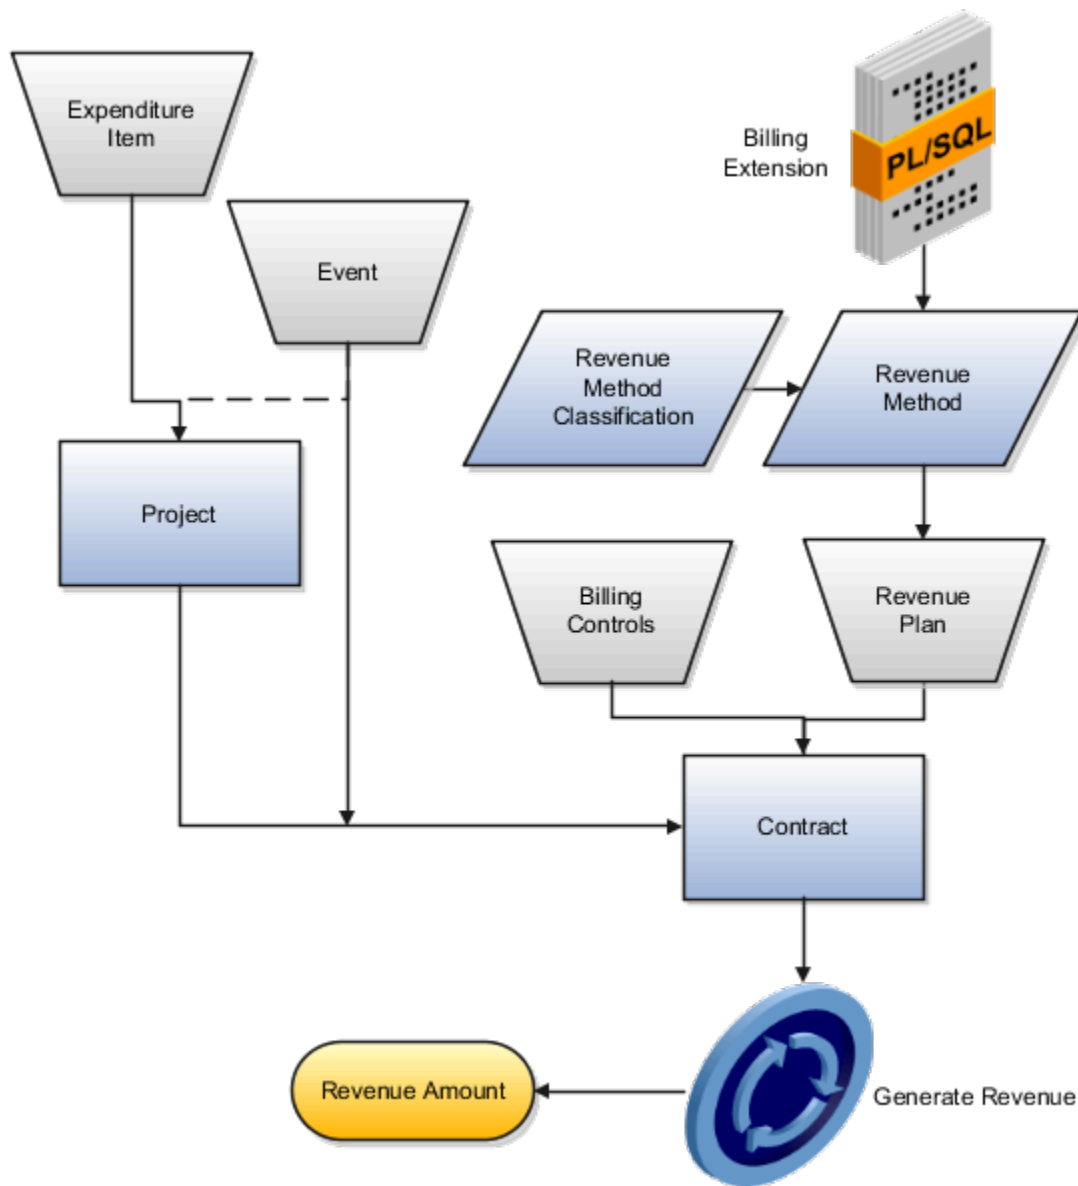 Expenditure
Item
Billing
Extension
PL/SQL
Event
Revenue
Method
Classification
Revenue
Method
Project
Billing
Controls
Revenue
Plan
Contract
Revenue Amount
Generate Revenue